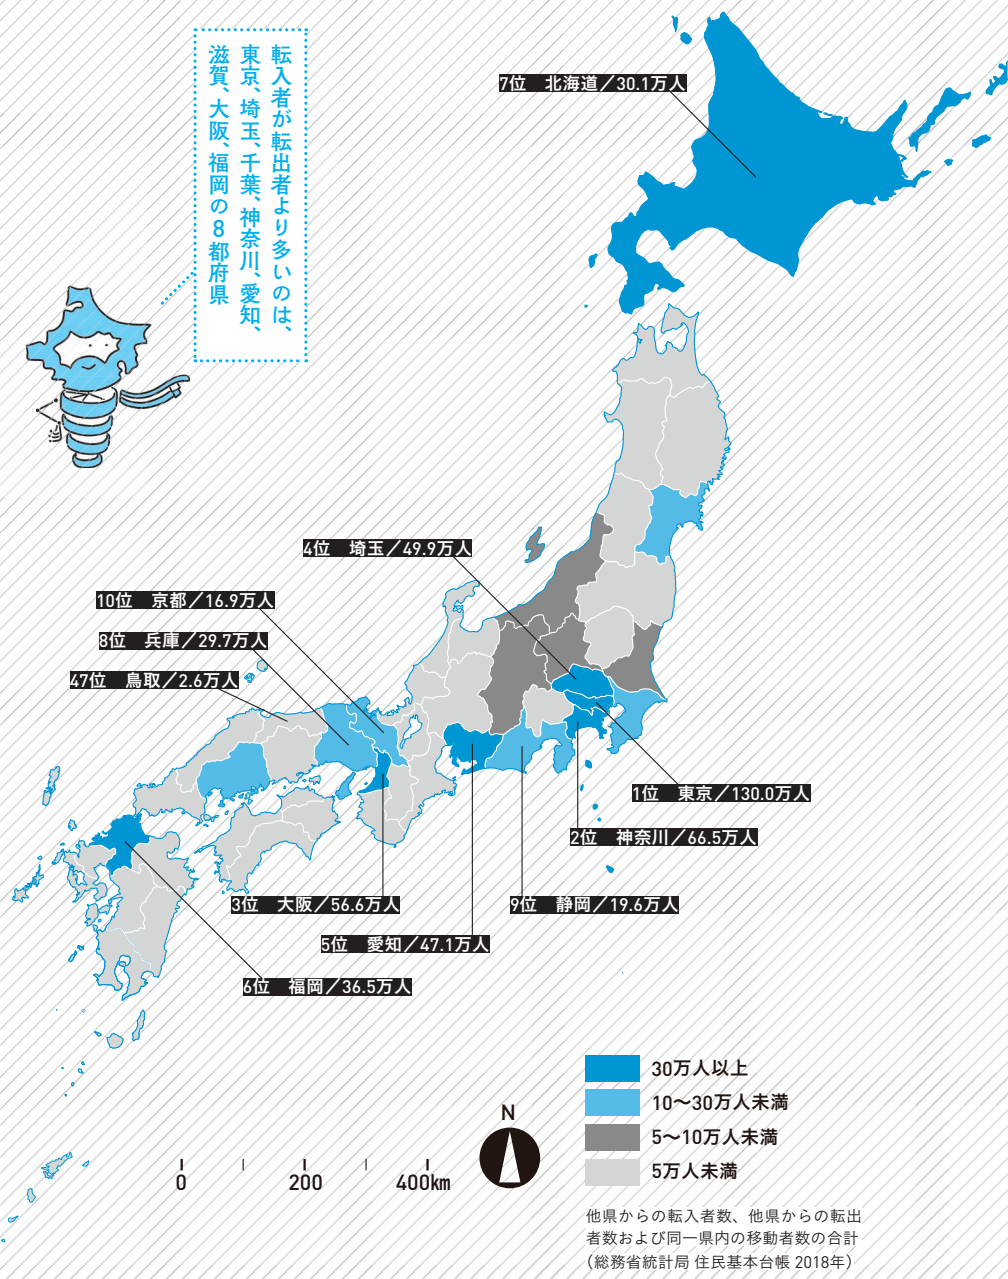 転入者が転出者より多いのは、
東京、埼玉、千葉、神奈川、愛知、
滋賀、大阪、福岡の8都府県
7位　北海道／30.1万人
4位　埼玉／49.9万人
10位　京都／16.9万人
8位　兵庫／29.7万人
47位　鳥取／2.6万人
1位　東京／130.0万人
2位　神奈川／66.5万人
3位　大阪／56.6万人
9位　静岡／19.6万人
5位　愛知／47.1万人
6位　福岡／36.5万人
30万人以上
10〜30万人未満
5〜10万人未満
5万人未満
N
0 200 400km
他県からの転入者数、他県からの転出
者数および同一県内の移動者数の合計
（総務省統計局 住民基本台帳 2018年）